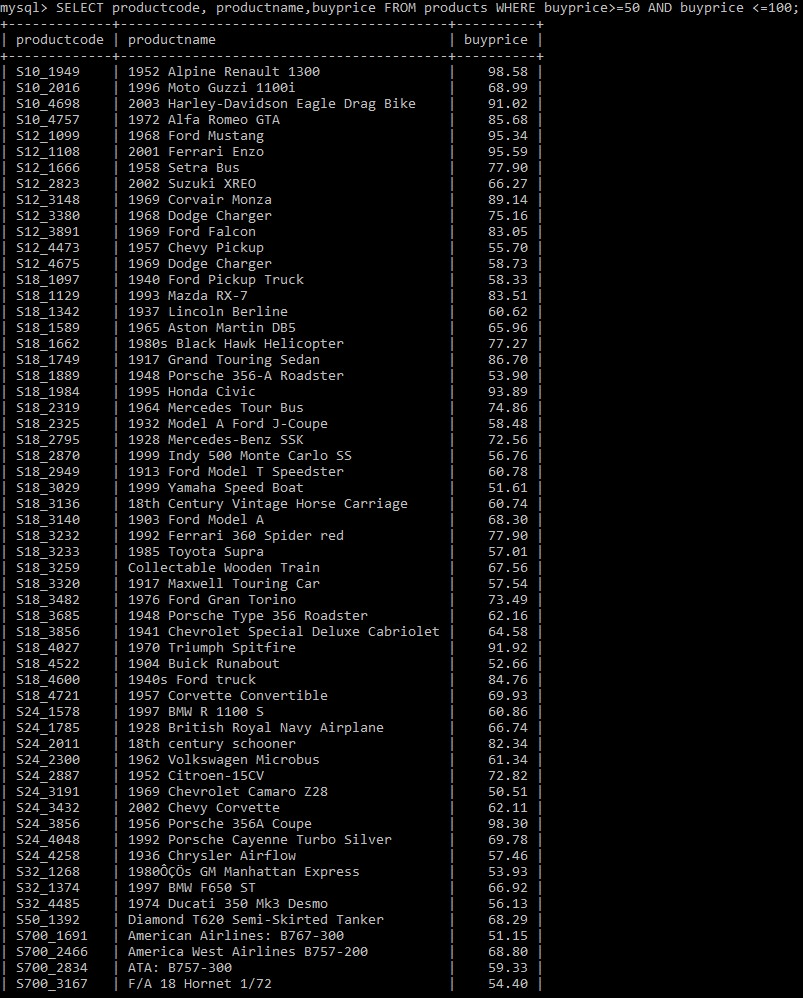 mysql> SELECT productcode, productname,buyprice FROM products WHERE buyprice>=50 AND buyprice <=100;
+-------------+-----------------------------------------+----------+
| productcode | productname                             | buyprice |
+-------------+-----------------------------------------+----------+
| S10_1949    | 1952 Alpine Renault 1300                |    98.58 |
| S10_2016    | 1996 Moto Guzzi 1100i                   |    68.99 |
| S10_4698    | 2003 Harley-Davidson Eagle Drag Bike    |    91.02 |
| S10_4757    | 1972 Alfa Romeo GTA                     |    85.68 |
| S12_1099    | 1968 Ford Mustang                       |    95.34 |
| S12_1108    | 2001 Ferrari Enzo                       |    95.59 |
| S12_1666    | 1958 Setra Bus                          |    77.90 |
| S12_2823    | 2002 Suzuki XREO                        |    66.27 |
| S12_3148    | 1969 Corvair Monza                      |    89.14 |
| S12_3380    | 1968 Dodge Charger                      |    75.16 |
| S12_3891    | 1969 Ford Falcon                        |    83.05 |
| S12_4473    | 1957 Chevy Pickup                       |    55.70 |
| S12_4675    | 1969 Dodge Charger                      |    58.73 |
| S18_1097    | 1940 Ford Pickup Truck                  |    58.33 |
| S18_1129    | 1993 Mazda RX-7                         |    83.51 |
| S18_1342    | 1937 Lincoln Berline                    |    60.62 |
| S18_1589    | 1965 Aston Martin DB5                   |    65.96 |
| S18_1662    | 1980s Black Hawk Helicopter             |    77.27 |
| S18_1749    | 1917 Grand Touring Sedan                |    86.70 |
| S18_1889    | 1948 Porsche 356-A Roadster             |    53.90 |
| S18_1984    | 1995 Honda Civic                        |    93.89 |
| S18_2319    | 1964 Mercedes Tour Bus                  |    74.86 |
| S18_2325    | 1932 Model A Ford J-Coupe               |    58.48 |
| S18_2795    | 1928 Mercedes-Benz SSK                  |    72.56 |
| S18_2870    | 1999 Indy 500 Monte Carlo SS            |    56.76 |
| S18_2949    | 1913 Ford Model T Speedster             |    60.78 |
| S18_3029    | 1999 Yamaha Speed Boat                  |    51.61 |
| S18_3136    | 18th Century Vintage Horse Carriage     |    60.74 |
| S18_3140    | 1903 Ford Model A                       |    68.30 |
| S18_3232    | 1992 Ferrari 360 Spider red             |    77.90 |
| S18_3233    | 1985 Toyota Supra                       |    57.01 |
| S18_3259    | Collectable Wooden Train                |    67.56 |
| S18_3320    | 1917 Maxwell Touring Car                |    57.54 |
| S18_3482    | 1976 Ford Gran Torino                   |    73.49 |
| S18_3685    | 1948 Porsche Type 356 Roadster          |    62.16 |
| S18_3856    | 1941 Chevrolet Special Deluxe Cabriolet |    64.58 |
| S18_4027    | 1970 Triumph Spitfire                   |    91.92 |
| S18_4522    | 1904 Buick Runabout                     |    52.66 |
| S18_4600    | 1940s Ford truck                        |    84.76 |
| S18_4721    | 1957 Corvette Convertible               |    69.93 |
| S24_1578    | 1997 BMW R 1100 S                       |    60.86 |
| S24_1785    | 1928 British Royal Navy Airplane        |    66.74 |
| S24_2011    | 18th century schooner                   |    82.34 |
| S24_2300    | 1962 Volkswagen Microbus                |    61.34 |
| S24_2887    | 1952 Citroen-15CV                       |    72.82 |
| S24_3191    | 1969 Chevrolet Camaro Z28               |    50.51 |
| S24_3432    | 2002 Chevy Corvette                     |    62.11 |
| S24_3856    | 1956 Porsche 356A Coupe                 |    98.30 |
| S24_4048    | 1992 Porsche Cayenne Turbo Silver       |    69.78 |
| S24_4258    | 1936 Chrysler Airflow                   |    57.46 |
| S32_1268    | 1980ÔÇÖs GM Manhattan Express           |    53.93 |
| S32_1374    | 1997 BMW F650 ST                        |    66.92 |
| S32_4485    | 1974 Ducati 350 Mk3 Desmo               |    56.13 |
| S50_1392    | Diamond T620 Semi-Skirted Tanker        |    68.29 |
| S700_1691   | American Airlines: B767-300             |    51.15 |
| S700_2466   | America West Airlines B757-200          |    68.80 |
| S700_2834   | ATA: B757-300                           |    59.33 |
| S700_3167   | F/A 18 Hornet 1/72                      |    54.40 |